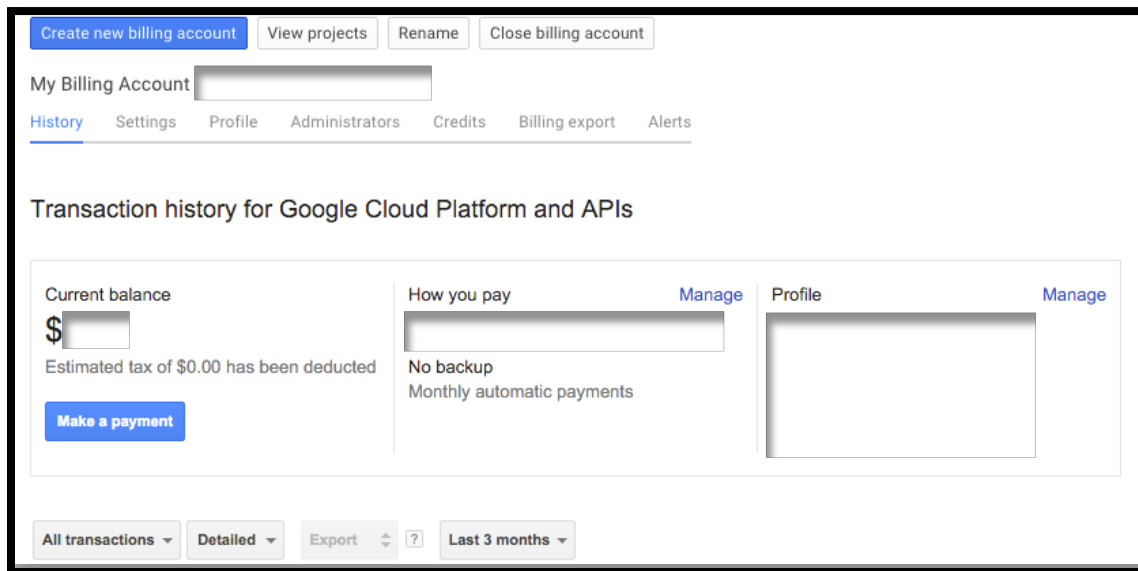 Create new billing account View projects Rename Close billing account
My Billing Account
History Settings Profile Administrators Credits Billing export Alerts
Transaction history for Google Cloud Platform and APIs
Current balance
$
Estimated tax of $0.00 has been deducted
Make a payment
How you pay Manage
No backup
Monthly automatic payments
Profile Manage
All transactions Detailed Export ? Last 3 months